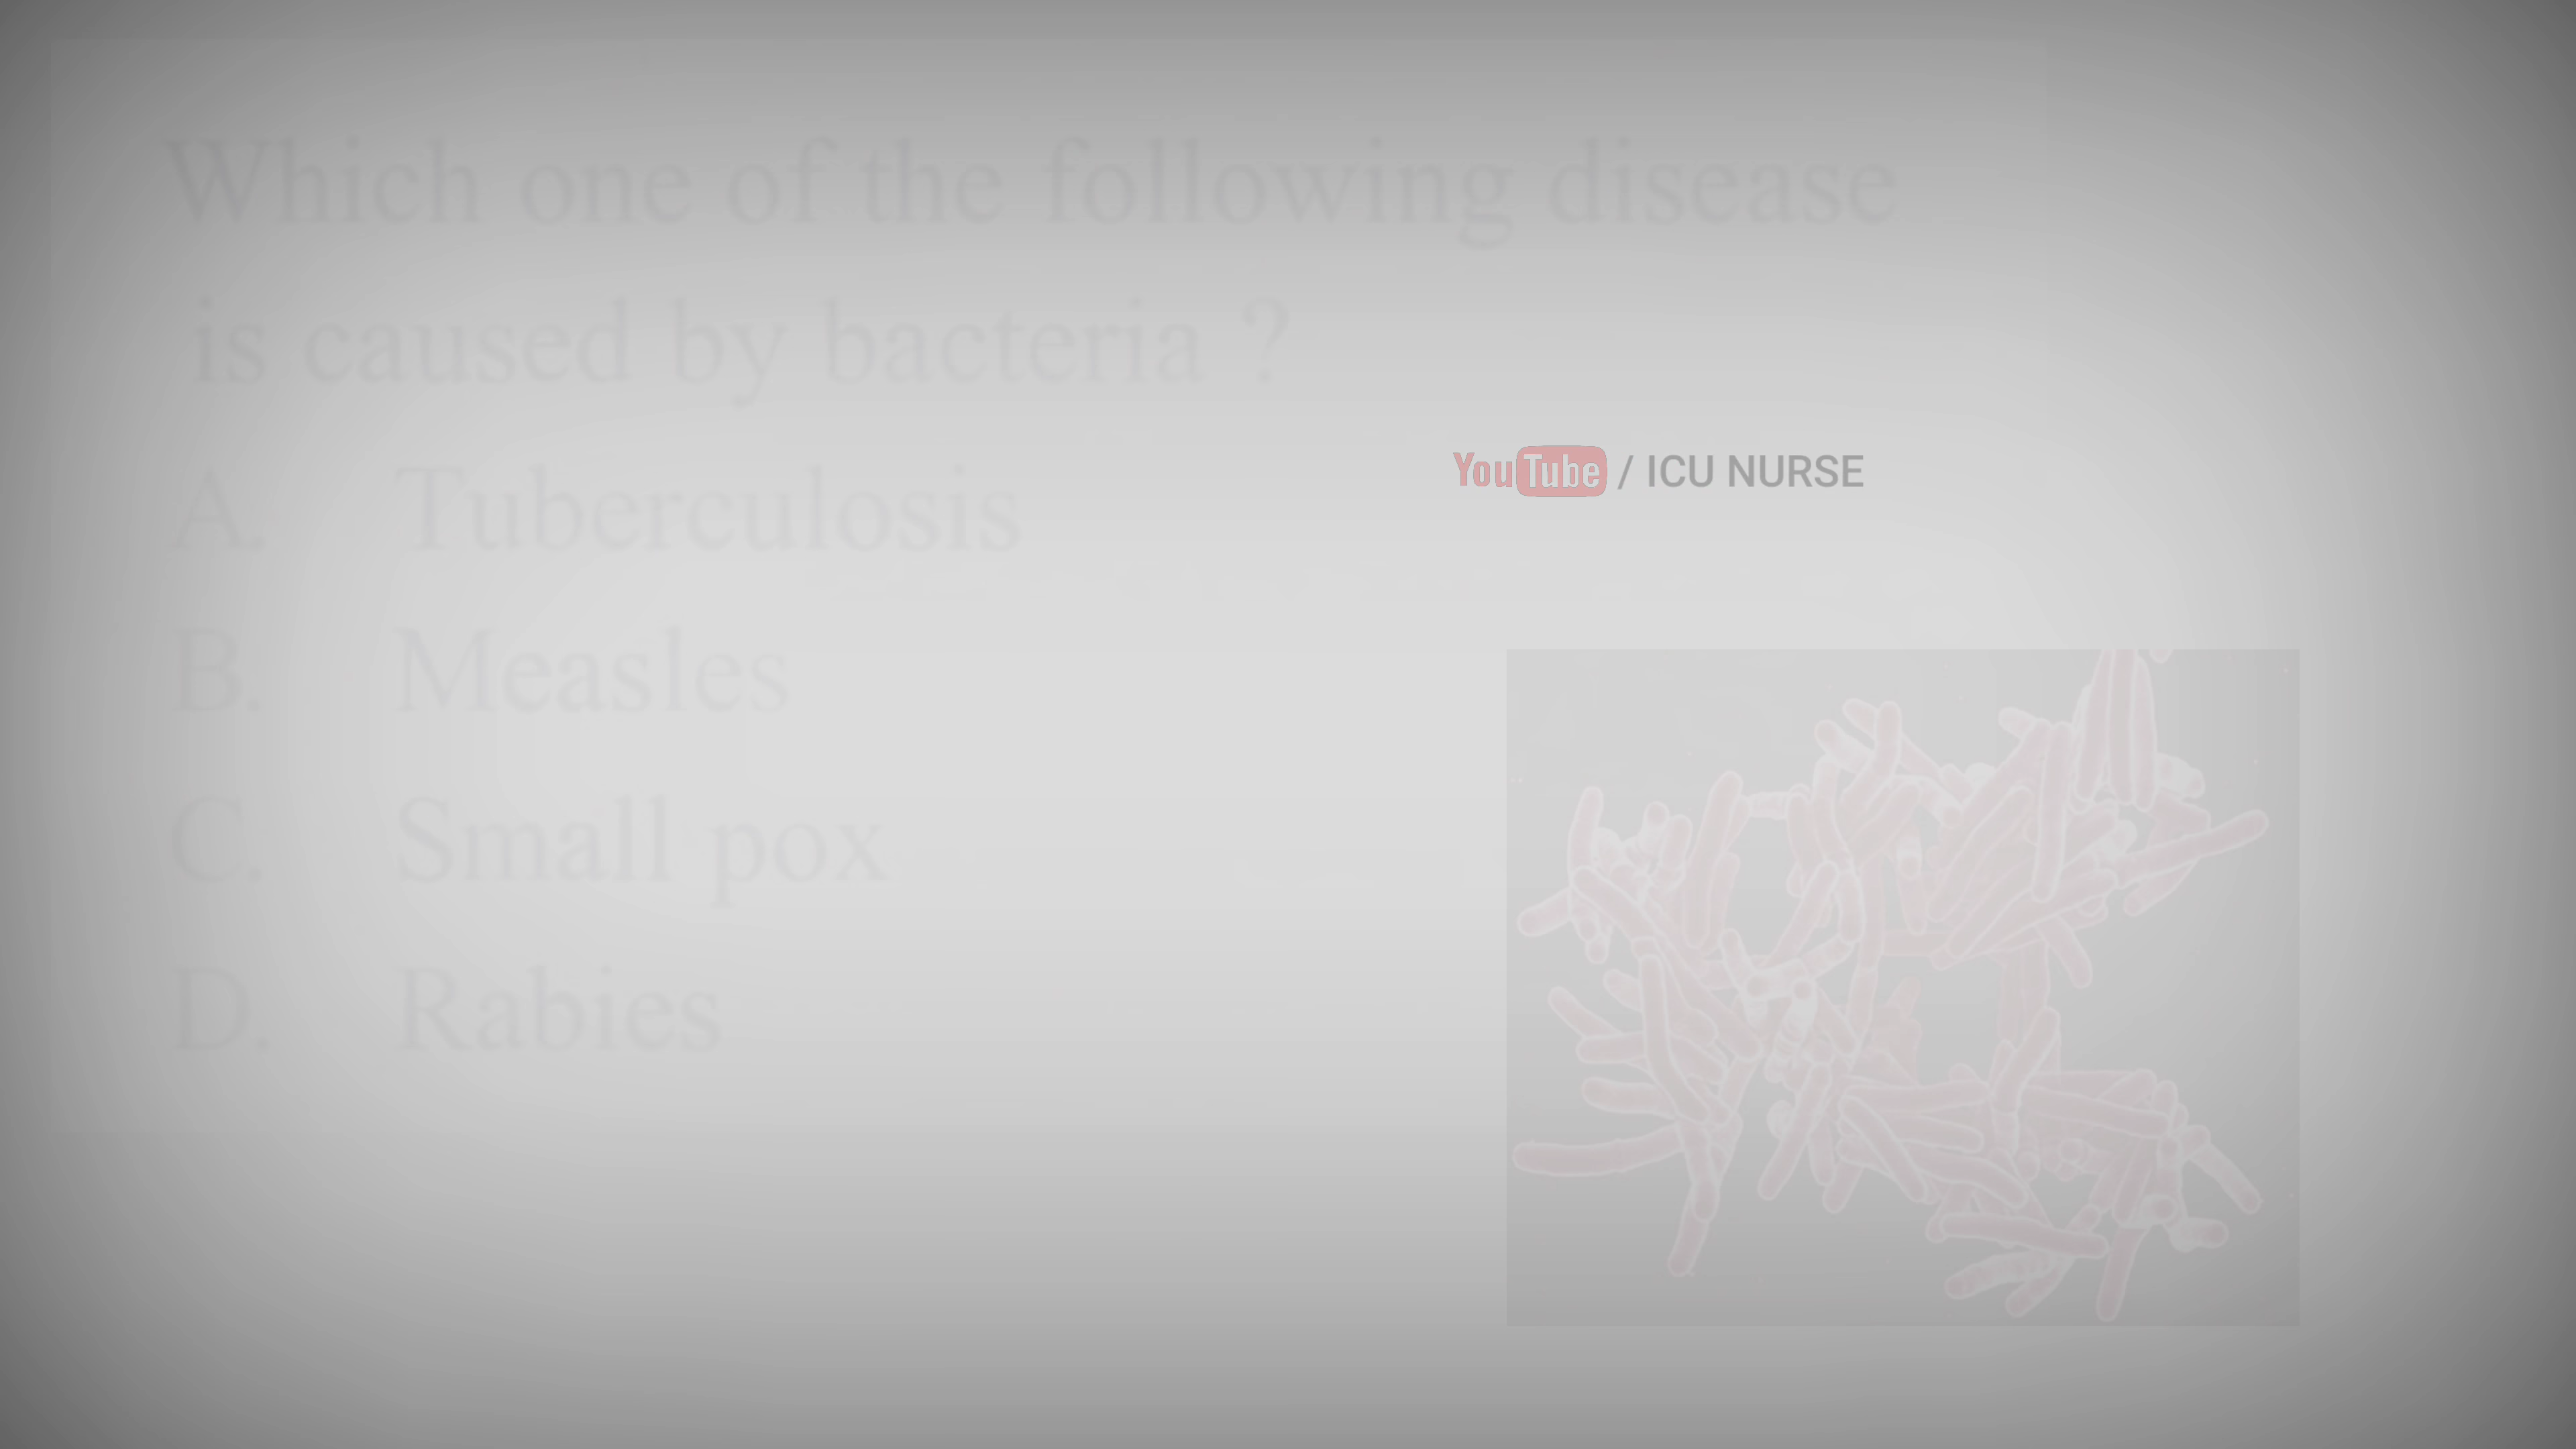 Which one of the following disease
is caused by bacteria ?
A. Tuberculosis
YouTube / ICU NURSE
B. Measles
C. Small pox
D. Rabies